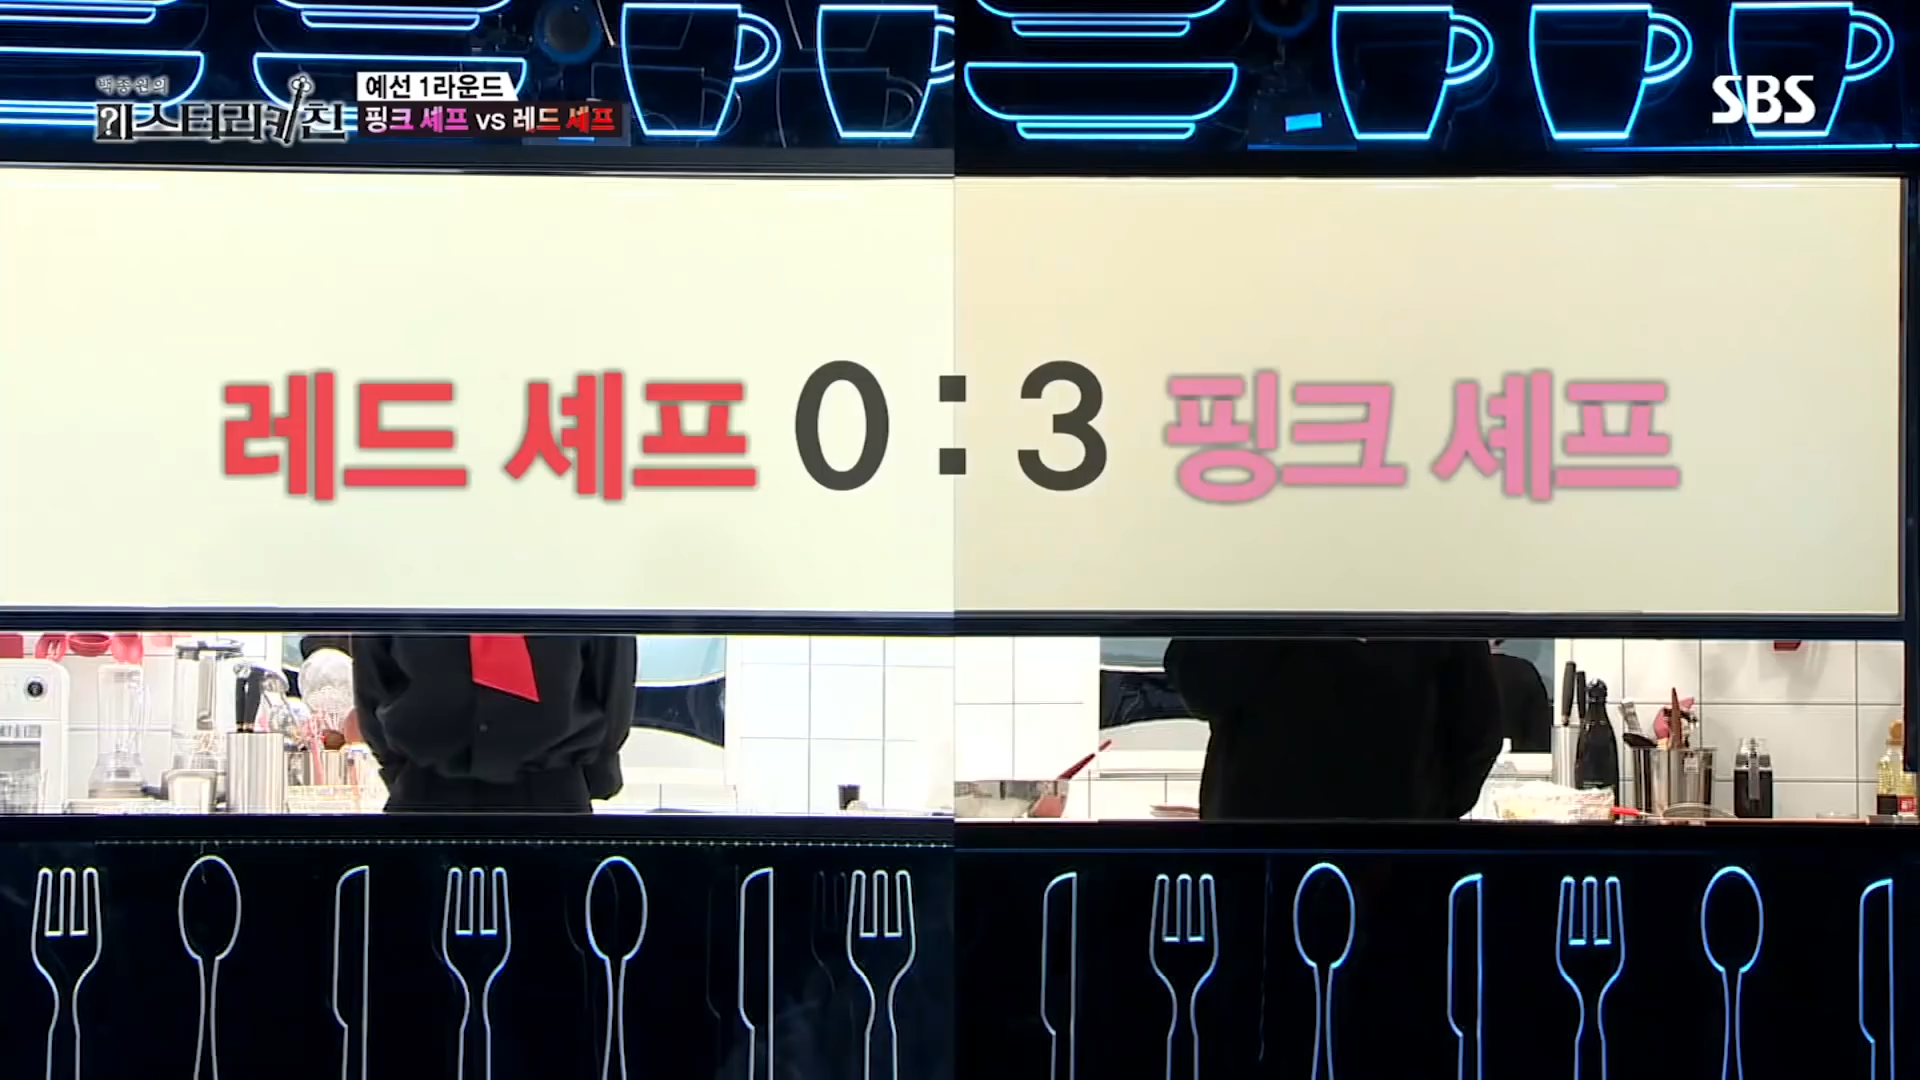 백종원의
미스터리키친
예선 1라운드
핑크 셰프 vs 레드 셰프
SBS
레드 셰프 0 : 3 핑크 셰프